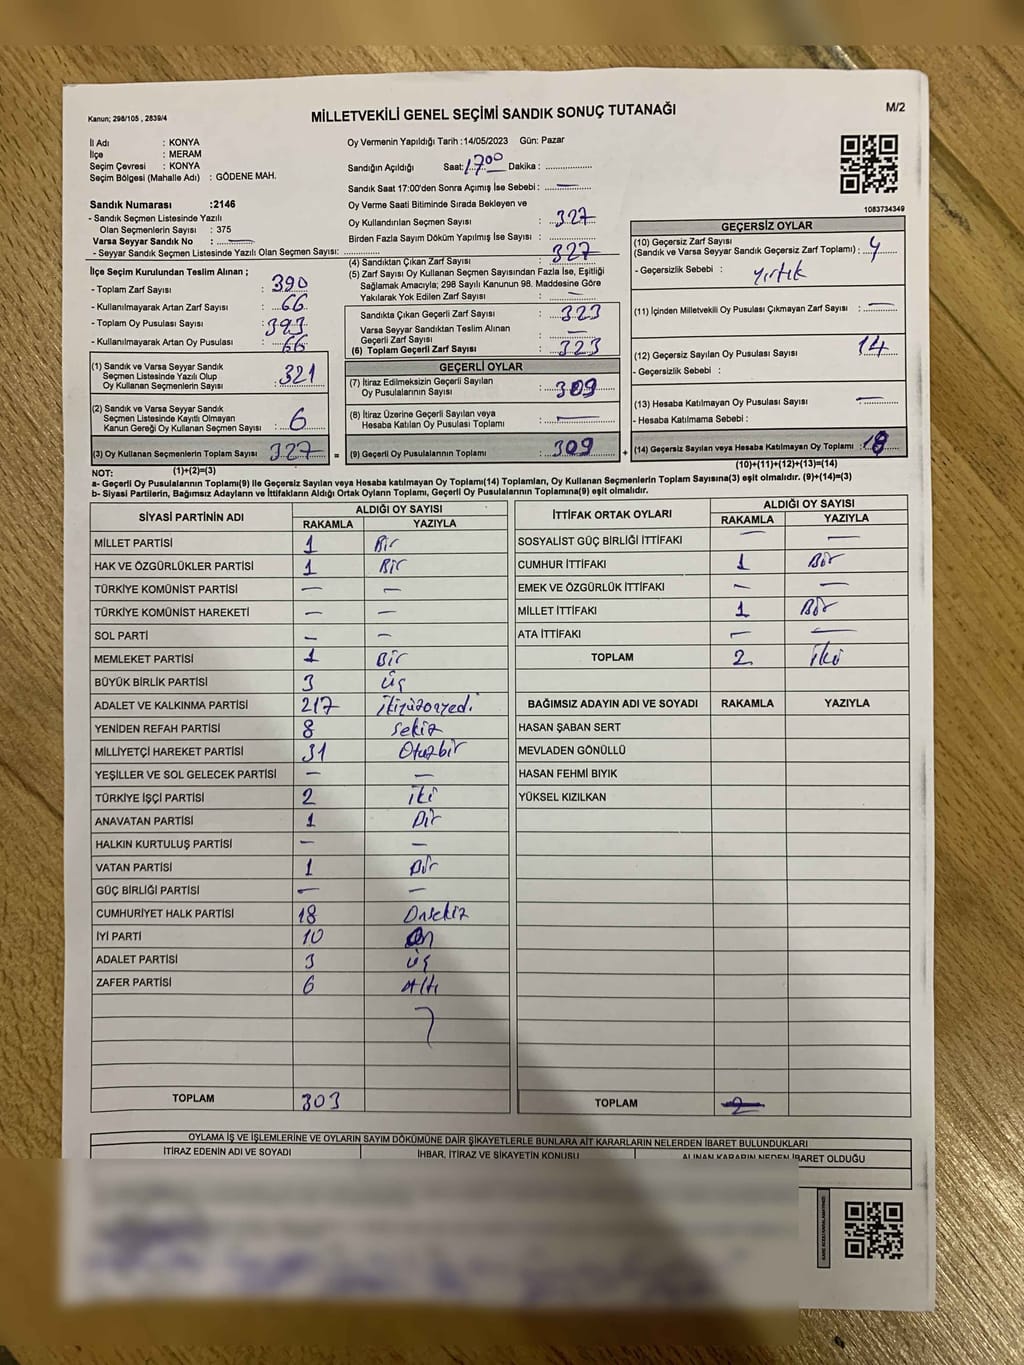 Kanun; 298/105 , 2839/4
MİLLETVEKİLİ GENEL SEÇİMİ SANDIK SONUÇ TUTANAĞI
M/2
İl Adı : KONYA
İlçe : MERAM
Seçim Çevresi : KONYA
Seçim Bölgesi (Mahalle Adı) : GÖDENE MAH.
Sandık Numarası :2146
- Sandık Seçmen Listesinde Yazılı
Olan Seçmenlerin Sayısı : 375
Varsa Seyyar Sandık No : —
- Seyyar Sandık Seçmen Listesinde Yazılı Olan Seçmen Sayısı:
Oy Vermenin Yapıldığı Tarih :14/05/2023 Gün: Pazar
Sandığın Açıldığı Saat: 17.00 Dakika :
Sandık Saat 17:00'den Sonra Açımış İse Sebebi : —
Oy Verme Saati Bitiminde Sırada Bekleyen ve
Oy Kullandırılan Seçmen Sayısı : 327
Birden Fazla Sayım Döküm Yapılmış İse Sayısı :
(4) Sandıktan Çıkan Zarf Sayısı : 327
(5) Zarf Sayısı Oy Kullanan Seçmen Sayısından Fazla İse, Eşitliği
Sağlamak Amacıyla; 298 Sayılı Kanunun 98. Maddesine Göre
Yakılarak Yok Edilen Zarf Sayısı : —
1083734349
İlçe Seçim Kurulundan Teslim Alınan ;
- Toplam Zarf Sayısı : 390
- Kullanılmayarak Artan Zarf Sayısı : 66
- Toplam Oy Pusulası Sayısı : 393
- Kullanılmayarak Artan Oy Pusulası : 66
(1) Sandık ve Varsa Seyyar Sandık
Seçmen Listesinde Yazılı Olup
Oy Kullanan Seçmenlerin Sayısı : 321
(2) Sandık ve Varsa Seyyar Sandık
Seçmen Listesinde Kayıtlı Olmayan
Kanun Gereği Oy Kullanan Seçmen Sayısı : 6
(3) Oy Kullanan Seçmenlerin Toplam Sayısı : 327 =
Sandıkta Çıkan Geçerli Zarf Sayısı : 323
Varsa Seyyar Sandıktan Teslim Alınan
Geçerli Zarf Sayısı : —
(6) Toplam Geçerli Zarf Sayısı : 323
GEÇERLİ OYLAR
(7) İtiraz Edilmeksizin Geçerli Sayılan
Oy Pusulalarının Sayısı : 309
(8) İtiraz Üzerine Geçerli Sayılan veya
Hesaba Katılan Oy Pusulası Toplamı : —
(9) Geçerli Oy Pusulalarının Toplamı : 309 +
GEÇERSİZ OYLAR
(10) Geçersiz Zarf Sayısı
(Sandık ve Varsa Seyyar Sandık Geçersiz Zarf Toplamı) : 4
- Geçersizlik Sebebi : yırtık
(11) İçinden Milletvekili Oy Pusulası Çıkmayan Zarf Sayısı : —
(12) Geçersiz Sayılan Oy Pusulası Sayısı : 14
- Geçersizlik Sebebi :
(13) Hesaba Katılmayan Oy Pusulası Sayısı : —
- Hesaba Katılmama Sebebi :
(14) Geçersiz Sayılan veya Hesaba Katılmayan Oy Toplamı : 18
NOT: (1)+(2)=(3)
(10)+(11)+(12)+(13)=(14)
a- Geçerli Oy Pusulasının Toplamı(9) ile Geçersiz Sayılan veya Hesaba Katılmayan Oy Toplamı(14) Toplamları, Oy Kullanan Seçmenlerin Toplam Sayısına(3) eşit olmalıdır. (9)+(14)=(3)
b- Siyasi Partilerin, Bağımsız Adayların ve İttifakların Aldığı Ortak Oyların Toplamı, Geçerli Oy Pusulalarının Toplamına(9) eşit olmalıdır.
SİYASİ PARTİNİN ADI ALDIĞI OY SAYISI
RAKAMLA YAZIYLA
MİLLET PARTİSİ 1 Bir
HAK VE ÖZGÜRLÜKLER PARTİSİ 1 Bir
TÜRKİYE KOMÜNİST PARTİSİ — —
TÜRKİYE KOMÜNİST HAREKETİ — —
SOL PARTİ — —
MEMLEKET PARTİSİ 1 Bir
BÜYÜK BİRLİK PARTİSİ 3 üç
ADALET VE KALKINMA PARTİSİ 217 ikiyüzonyedi
YENİDEN REFAH PARTİSİ 8 sekiz
MİLLİYETÇİ HAREKET PARTİSİ 31 Otuzbir
YEŞİLLER VE SOL GELECEK PARTİSİ — —
TÜRKİYE İŞÇİ PARTİSİ 2 iki
ANAVATAN PARTİSİ 1 Bir
HALKIN KURTULUŞ PARTİSİ — —
VATAN PARTİSİ 1 Bir
GÜÇ BİRLİĞİ PARTİSİ — —
CUMHURİYET HALK PARTİSİ 18 Onsekiz
İYİ PARTİ 10 On
ADALET PARTİSİ 3 üç
ZAFER PARTİSİ 6 Altı
TOPLAM 303
İTTİFAK ORTAK OYLARI ALDIĞI OY SAYISI
RAKAMLA YAZIYLA
SOSYALİST GÜÇ BİRLİĞİ İTTİFAKI — —
CUMHUR İTTİFAKI 1 Bir
EMEK VE ÖZGÜRLÜK İTTİFAKI — —
MİLLET İTTİFAKI 1 Bir
ATA İTTİFAKI — —
TOPLAM 2 iki
BAĞIMSIZ ADAYIN ADI VE SOYADI RAKAMLA YAZIYLA
HASAN ŞABAN SERT
MEVLADEN GÖNÜLLÜ
HASAN FEHMİ BIYIK
YÜKSEL KIZILKAN
TOPLAM 2
OYLAMA İŞ VE İŞLEMLERİNE VE OYLARIN SAYIM DÖKÜMÜNE DAİR ŞİKAYETLERLE BUNLARA AİT KARARLARIN NELERDEN İBARET BULUNDUKLARI
İTİRAZ EDENİN ADI VE SOYADI İHBAR, İTİRAZ VE ŞİKAYETİN KONUSU ALINAN KARARIN NEDEN İBARET OLDUĞU